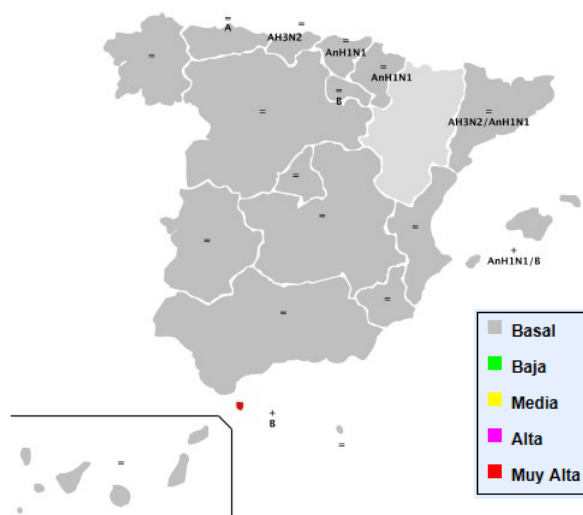 =
A
=
AH3N2
=
AnH1N1
=
AnH1N1
=
=
B
=
=
AH3N2/AnH1N1
=
=
=
=
+
AnH1N1/B
=
=
+
B
=
=
Basal
Baja
Media
Alta
Muy Alta